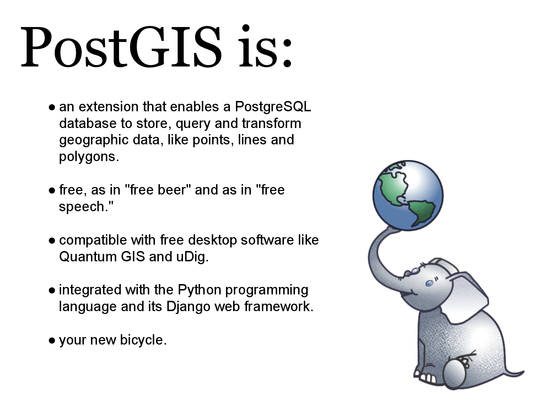 PostGIS is:
● an extension that enables a PostgreSQL
database to store, query and transform
geographic data, like points, lines and
polygons.
● free, as in "free beer" and as in "free
speech."
● compatible with free desktop software like
Quantum GIS and uDig.
● integrated with the Python programming
language and its Django web framework.
● your new bicycle.